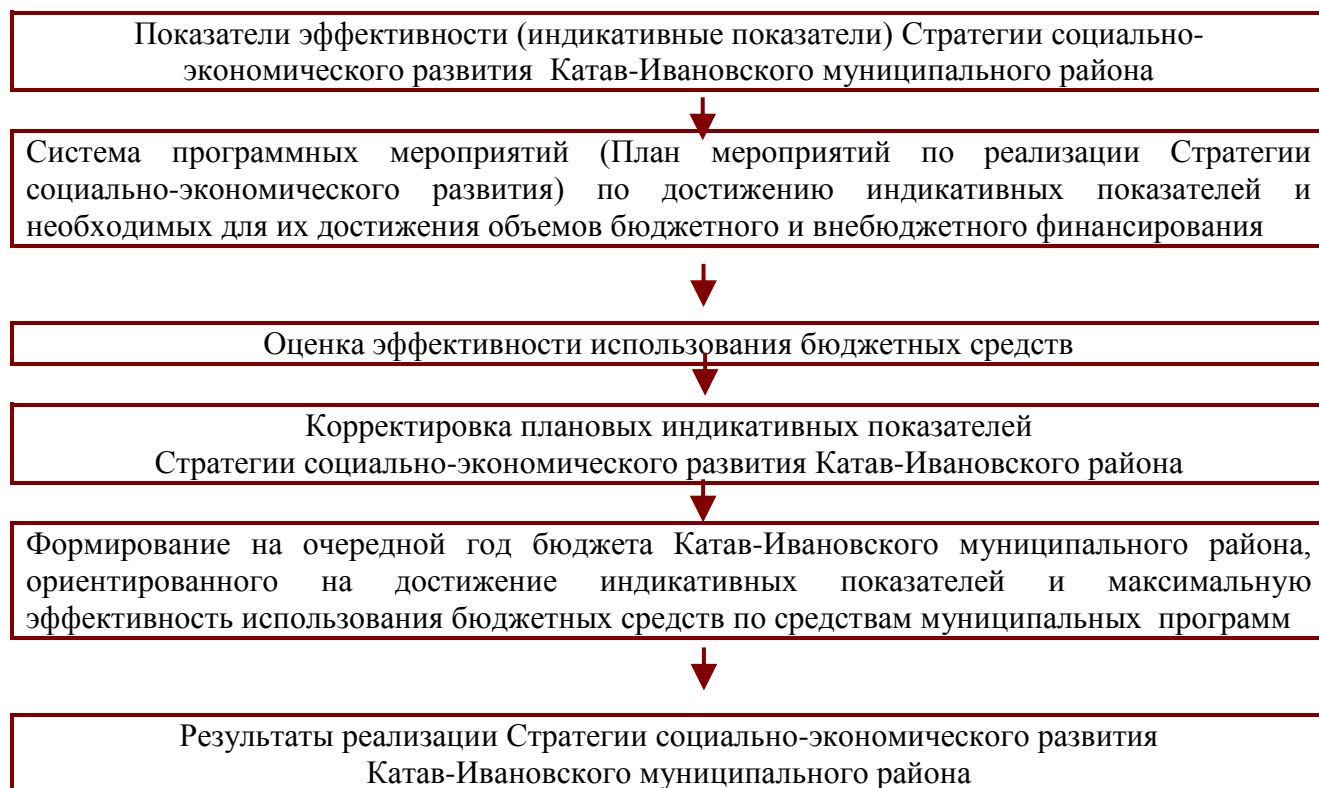 Показатели эффективности (индикативные показатели) Стратегии социально-
экономического развития Катав-Ивановского муниципального района
Система программных мероприятий (План мероприятий по реализации Стратегии
социально-экономического развития) по достижению индикативных показателей и
необходимых для их достижения объемов бюджетного и внебюджетного финансирования
Оценка эффективности использования бюджетных средств
Корректировка плановых индикативных показателей
Стратегии социально-экономического развития Катав-Ивановского района
Формирование на очередной год бюджета Катав-Ивановского муниципального района,
ориентированного на достижение индикативных показателей и максимальную
эффективность использования бюджетных средств по средствам муниципальных программ
Результаты реализации Стратегии социально-экономического развития
Катав-Ивановского муниципального района